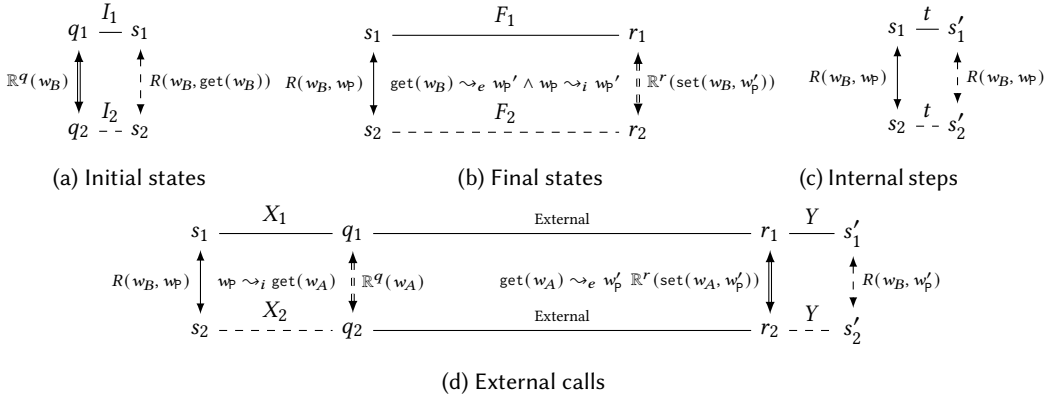 q₁ I₁ s₁
ℝ^q(w_B) R(w_B, get(w_B))
q₂ I₂ s₂
(a) Initial states
s₁ F₁ r₁
R(w_B, w_P) get(w_B) ⇝_e w_P′ ∧ w_P ⇝_i w_P′ ℝ^r(set(w_B, w_P′))
s₂ F₂ r₂
(b) Final states
s₁ t s₁′
R(w_B, w_P) R(w_B, w_P)
s₂ t s₂′
(c) Internal steps
s₁ X₁ q₁ External r₁ Y s₁′
R(w_B, w_P) w_P ⇝_i get(w_A) ℝ^q(w_A) get(w_A) ⇝_e w_P′ ℝ^r(set(w_A, w_P′)) R(w_B, w_P′)
s₂ X₂ q₂ External r₂ Y s₂′
(d) External calls